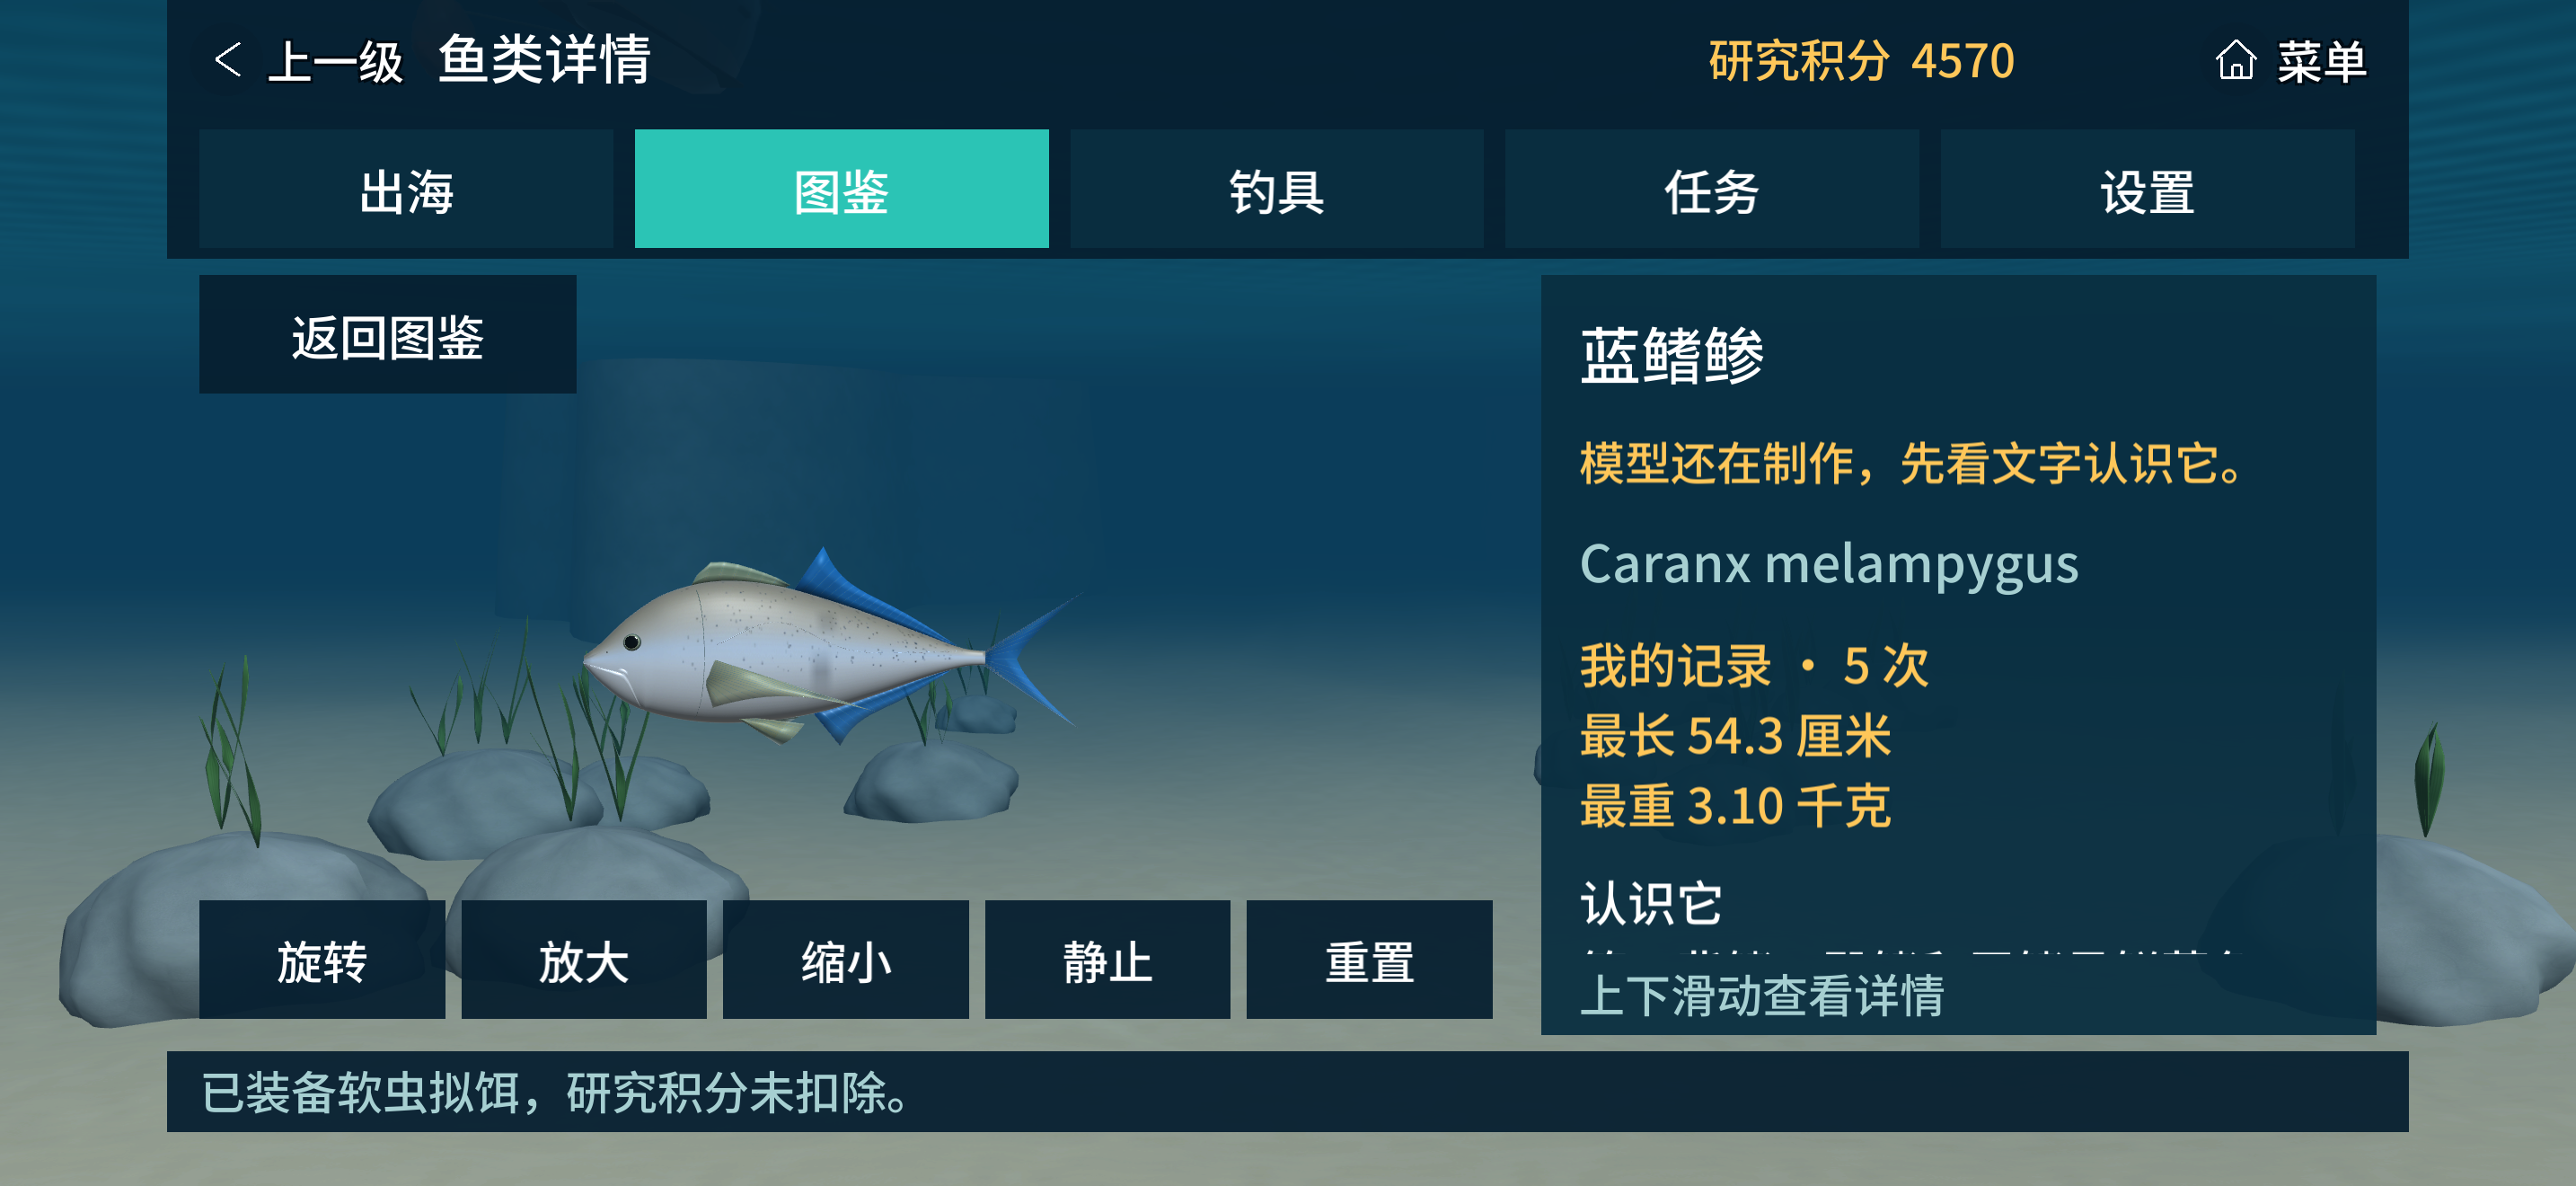 上一级 鱼类详情 研究积分 4570 菜单
出海 图鉴 钓具 任务 设置
返回图鉴
蓝鳍鲹
模型还在制作，先看文字认识它。
Caranx melampygus
我的记录 · 5 次
最长 54.3 厘米
最重 3.10 千克
认识它
上下滑动查看详情
旋转 放大 缩小 静止 重置
已装备软虫拟饵，研究积分未扣除。